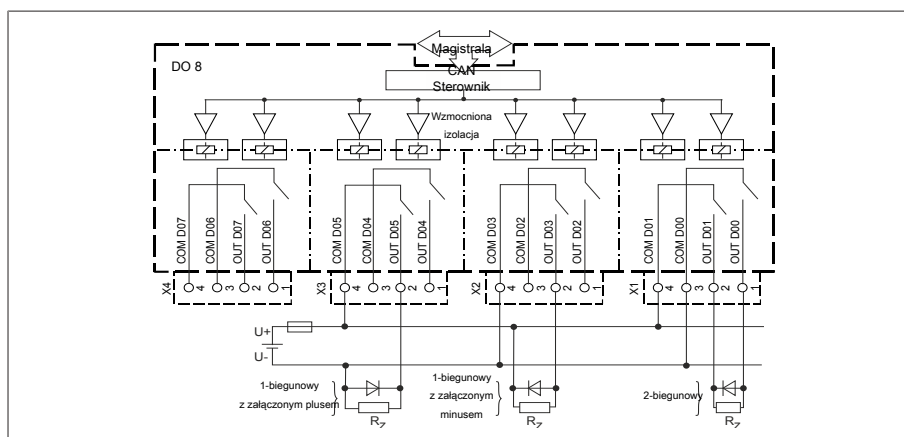 Magistrala
CAN
DO 8
Sterownik
Wzmocniona
izolacja
COM D07
COM D06
OUT D07
OUT D06
COM D05
COM D04
OUT D05
OUT D04
COM D03
COM D02
OUT D03
OUT D02
COM D01
COM D00
OUT D01
OUT D00
X4
4
3
2
1
X3
4
3
2
1
X2
4
3
2
1
X1
4
3
2
1
U+
U-
1-biegunowy
z załączonym plusem
RZ
1-biegunowy
z załączonym
minusem
RZ
2-biegunowy
RZ